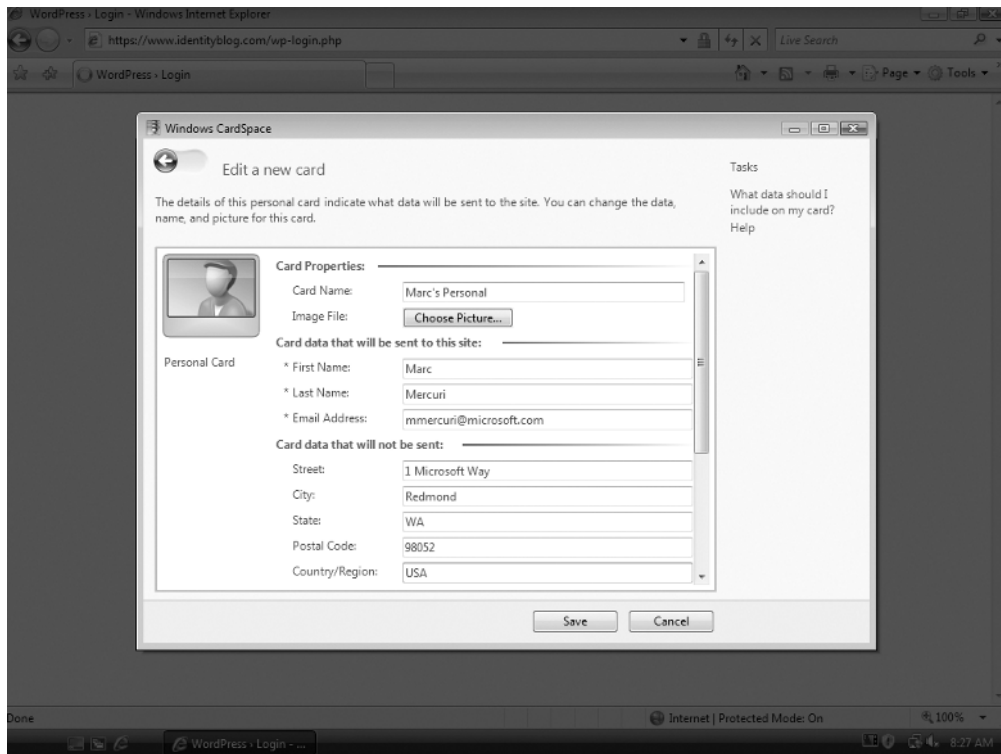 WordPress › Login - Windows Internet Explorer
https://www.identityblog.com/wp-login.php
Live Search
WordPress › Login
Page
Tools
Windows CardSpace
Edit a new card
The details of this personal card indicate what data will be sent to the site. You can change the data,
name, and picture for this card.
Tasks
What data should I
include on my card?
Help
Personal Card
Card Properties:
Card Name: Marc's Personal
Image File: Choose Picture...
Card data that will be sent to this site:
* First Name: Marc
* Last Name: Mercuri
* Email Address: mmercuri@microsoft.com
Card data that will not be sent:
Street: 1 Microsoft Way
City: Redmond
State: WA
Postal Code: 98052
Country/Region: USA
Save Cancel
Done
Internet | Protected Mode: On
100%
WordPress › Login - ...
8:27 AM